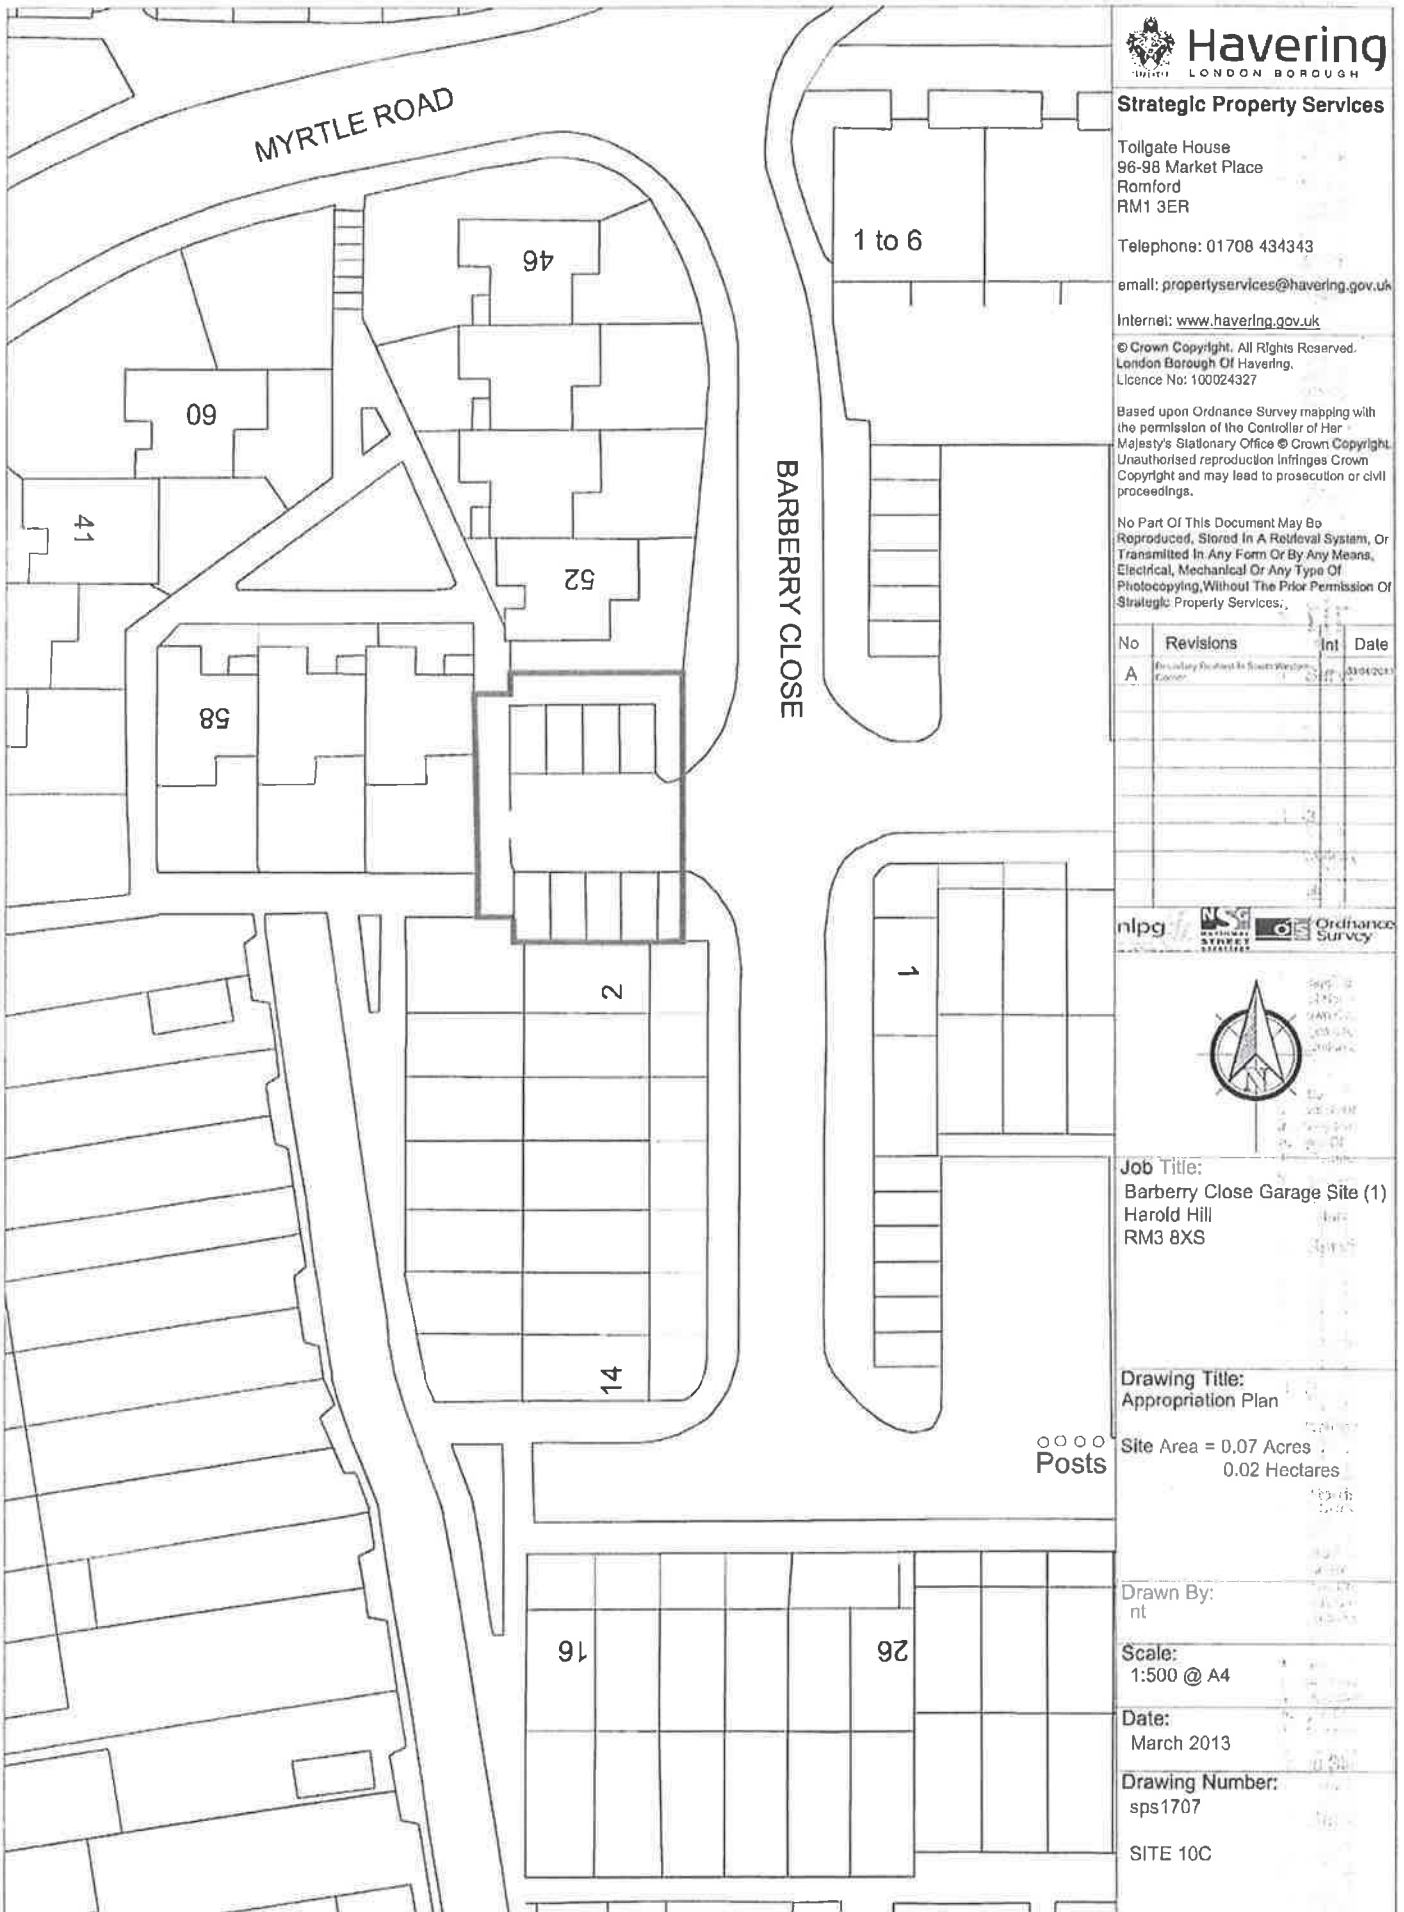 MYRTLE ROAD
46
1 to 6
60
41
52
BARBERRY CLOSE
58
2
1
14
Posts
16
26
Havering
LONDON BOROUGH
Strategic Property Services
Tollgate House
96-98 Market Place
Romford
RM1 3ER
Telephone: 01708 434343
email: propertyservices@havering.gov.uk
Internet: www.havering.gov.uk
© Crown Copyright. All Rights Reserved.
London Borough Of Havering.
Licence No: 100024327
Based upon Ordnance Survey mapping with
the permission of the Controller of Her
Majesty's Stationary Office © Crown Copyright.
Unauthorised reproduction infringes Crown
Copyright and may lead to prosecution or civil
proceedings.
No Part Of This Document May Be
Reproduced, Stored In A Retrieval System, Or
Transmitted In Any Form Or By Any Means,
Electrical, Mechanical Or Any Type Of
Photocopying,Without The Prior Permission Of
Strategic Property Services.
No Revisions Int Date
A
nlpg NSG NATIONAL STREET OS Ordnance
Survey
N
Job Title:
Barberry Close Garage Site (1)
Harold Hill
RM3 8XS
Drawing Title:
Appropriation Plan
Site Area = 0.07 Acres
0.02 Hectares
Drawn By:
nt
Scale:
1:500 @ A4
Date:
March 2013
Drawing Number:
sps1707
SITE 10C